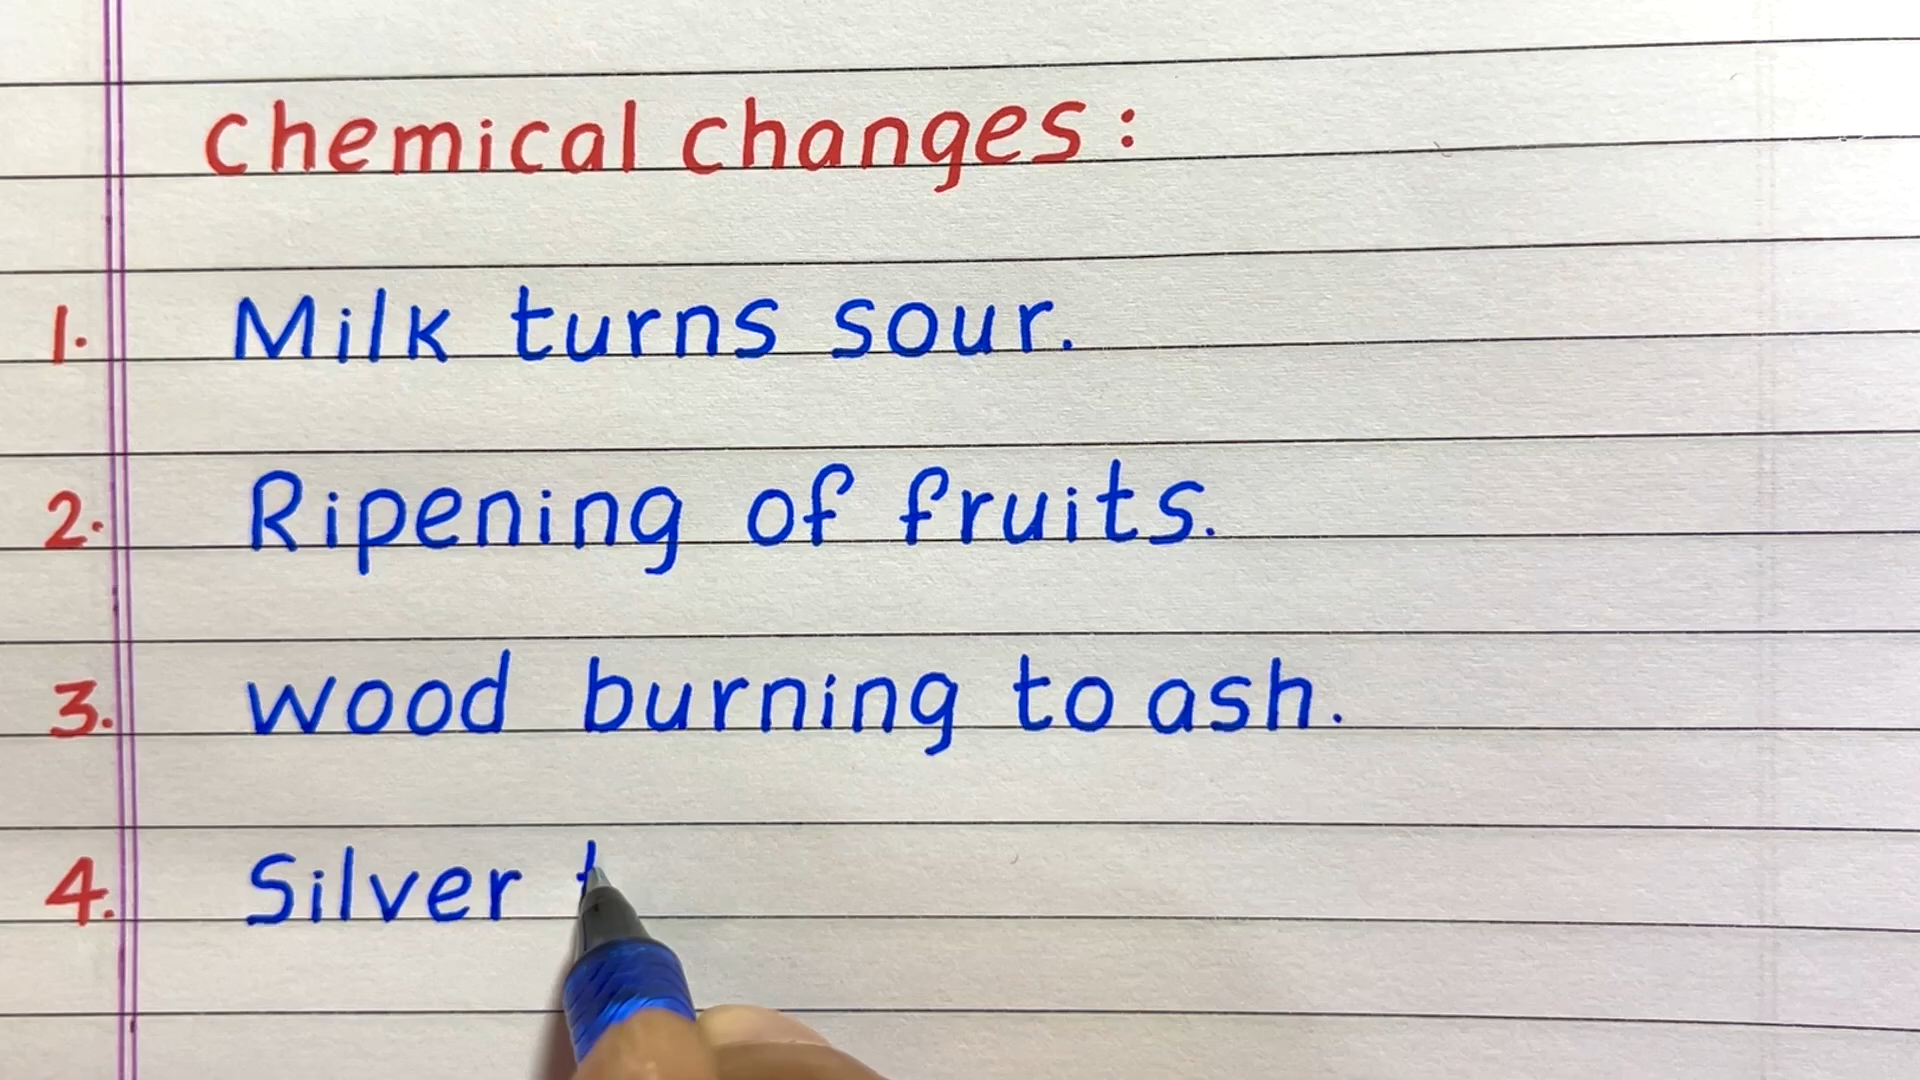 chemical changes:
1. Milk turns sour.
2. Ripening of fruits.
3. wood burning to ash.
4. Silver t